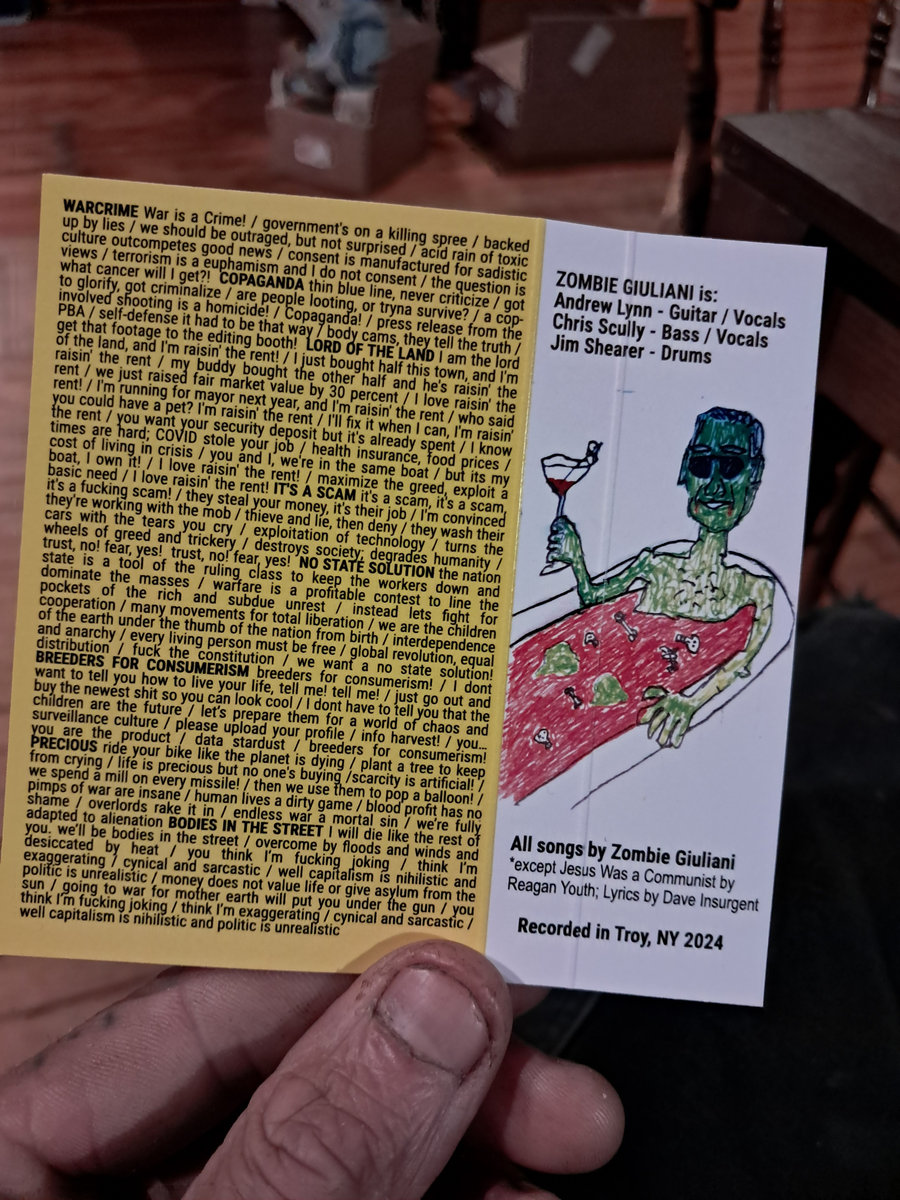 WARCRIME War is a Crime! / government's on a killing spree / backed
up by lies / we should be outraged, but not surprised / acid rain of toxic
culture outcompetes good news / consent is manufactured for sadistic
views / terrorism is a euphamism and I do not consent / the question is
what cancer will I get?! COPAGANDA thin blue line, never criticize / got
to glorify, got criminalize / are people looting, or tryna survive? / a cop-
involved shooting is a homicide! / Copaganda! / press release from the
PBA / self-defense it had to be that way / body cams, they tell the truth /
get that footage to the editing booth! LORD OF THE LAND I am the lord
of the land, and I'm raisin' the rent! / I just bought half this town, and I'm
raisin' the rent / my buddy bought the other half and he's raisin' the
rent / we just raised fair market value by 30 percent / I love raisin' the
rent! / I'm running for mayor next year, and I'm raisin' the rent / who said
you could have a pet? I'm raisin' the rent / I'll fix it when I can, I'm raisin'
the rent / you want your security deposit but it's already spent / I know
times are hard; COVID stole your job / health insurance, food prices /
cost of living in crisis / you and I, we're in the same boat / but its my
boat, I own it! / I love raisin' the rent! / maximize the greed, exploit a
basic need / I love raisin' the rent! IT'S A SCAM it's a scam, it's a scam,
it's a fucking scam! / they steal your money, it's their job / I'm convinced
they're working with the mob / thieve and lie, then deny / they wash their
cars with the tears you cry / exploitation of technology / turns the
wheels of greed and trickery / destroys society; degrades humanity /
trust, no! fear, yes! trust, no! fear, yes! NO STATE SOLUTION the nation
state is a tool of the ruling class to keep the workers down and
dominate the masses / warfare is a profitable contest to line the
pockets of the rich and subdue unrest / instead lets fight for
cooperation / many movements for total liberation / we are the children
of the earth under the thumb of the nation from birth / interdependence
and anarchy / every living person must be free / global revolution, equal
distribution / fuck the constitution / we want a no state solution!
BREEDERS FOR CONSUMERISM breeders for consumerism! / I dont
want to tell you how to live your life, tell me! tell me! / just go out and
buy the newest shit so you can look cool / I dont have to tell you that the
children are the future / let's prepare them for a world of chaos and
surveillance culture / please upload your profile / info harvest! / you...
you are the product / data stardust / breeders for consumerism!
PRECIOUS ride your bike like the planet is dying / plant a tree to keep
from crying / life is precious but no one's buying /scarcity is artificial! /
we spend a mill on every missile! / then we use them to pop a balloon! /
pimps of war are insane / human lives a dirty game / blood profit has no
shame / overlords rake it in / endless war a mortal sin / we're fully
adapted to alienation BODIES IN THE STREET I will die like the rest of
you. we'll be bodies in the street / overcome by floods and winds and
desiccated by heat / you think I'm fucking joking / think I'm
exaggerating / cynical and sarcastic / well capitalism is nihilistic and
politic is unrealistic / money does not value life or give asylum from the
sun / going to war for mother earth will put you under the gun / you
think I'm fucking joking / think I'm exaggerating / cynical and sarcastic /
well capitalism is nihilistic and politic is unrealistic
ZOMBIE GIULIANI is:
Andrew Lynn - Guitar / Vocals
Chris Scully - Bass / Vocals
Jim Shearer - Drums
All songs by Zombie Giuliani
*except Jesus Was a Communist by
Reagan Youth; Lyrics by Dave Insurgent
Recorded in Troy, NY 2024